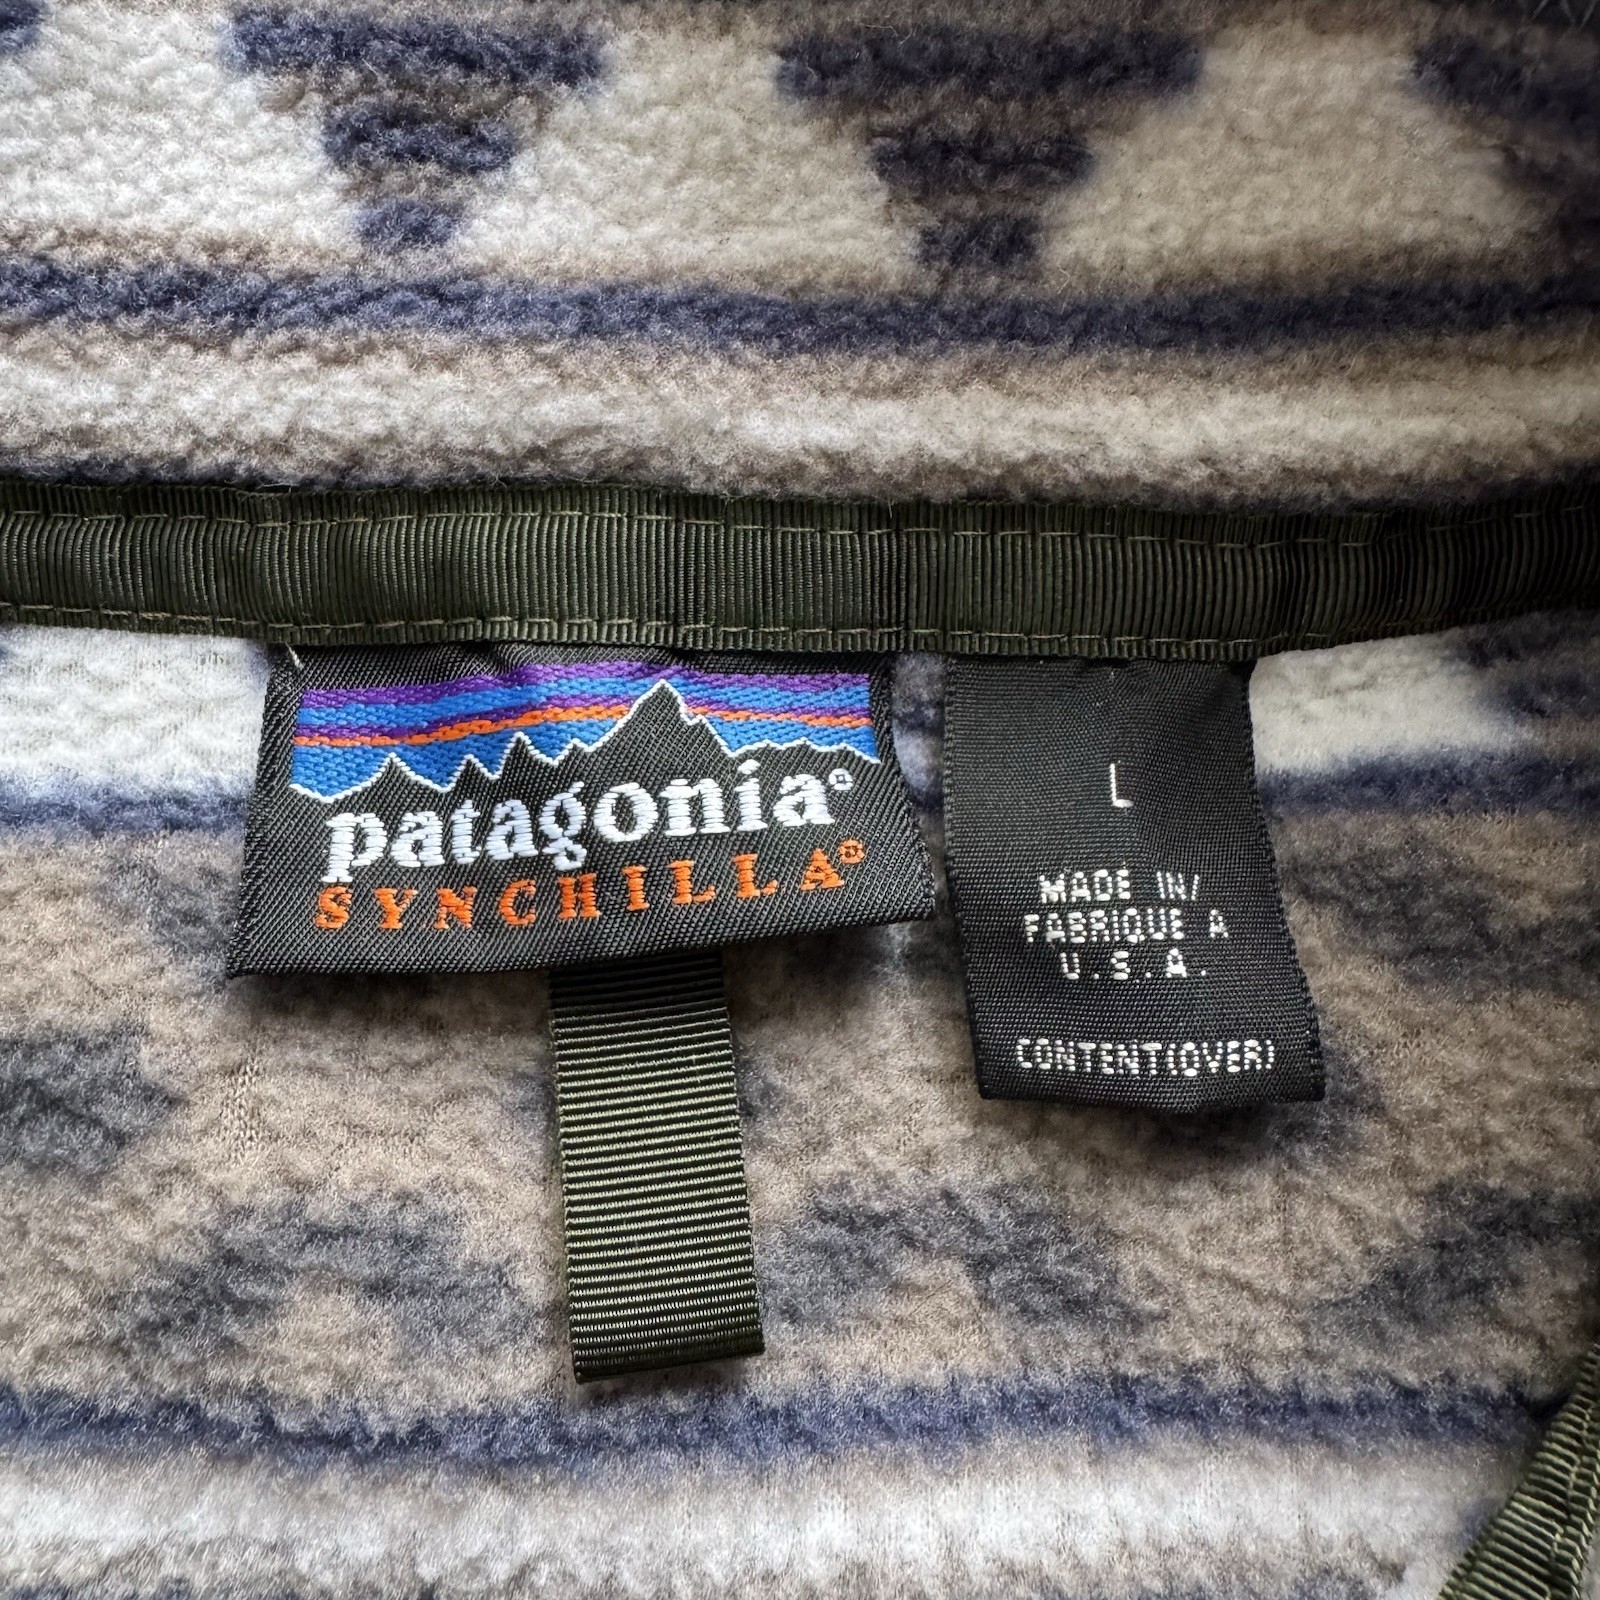 patagonia®
SYNCHILLA®
L
MADE IN/
FABRIQUE A
U.S.A.
CONTENT(OVER)